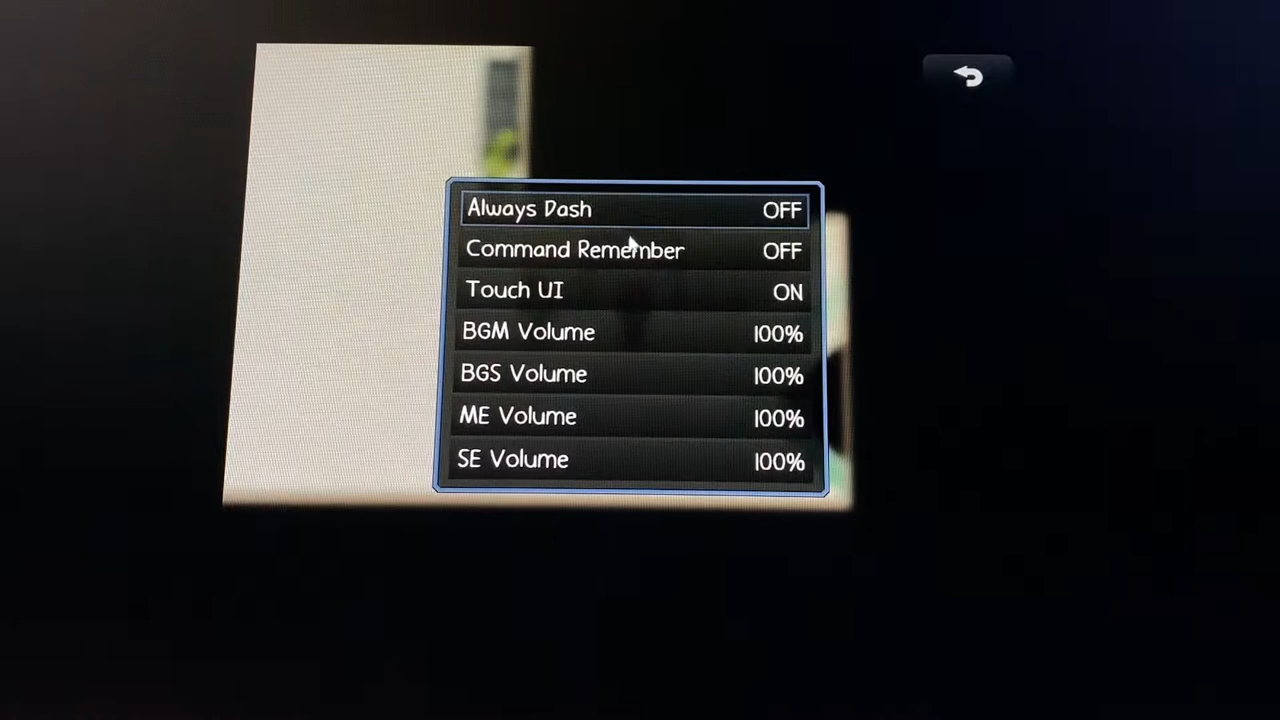 Always Dash OFF
Command Remember OFF
Touch UI ON
BGM Volume 100%
BGS Volume 100%
ME Volume 100%
SE Volume 100%